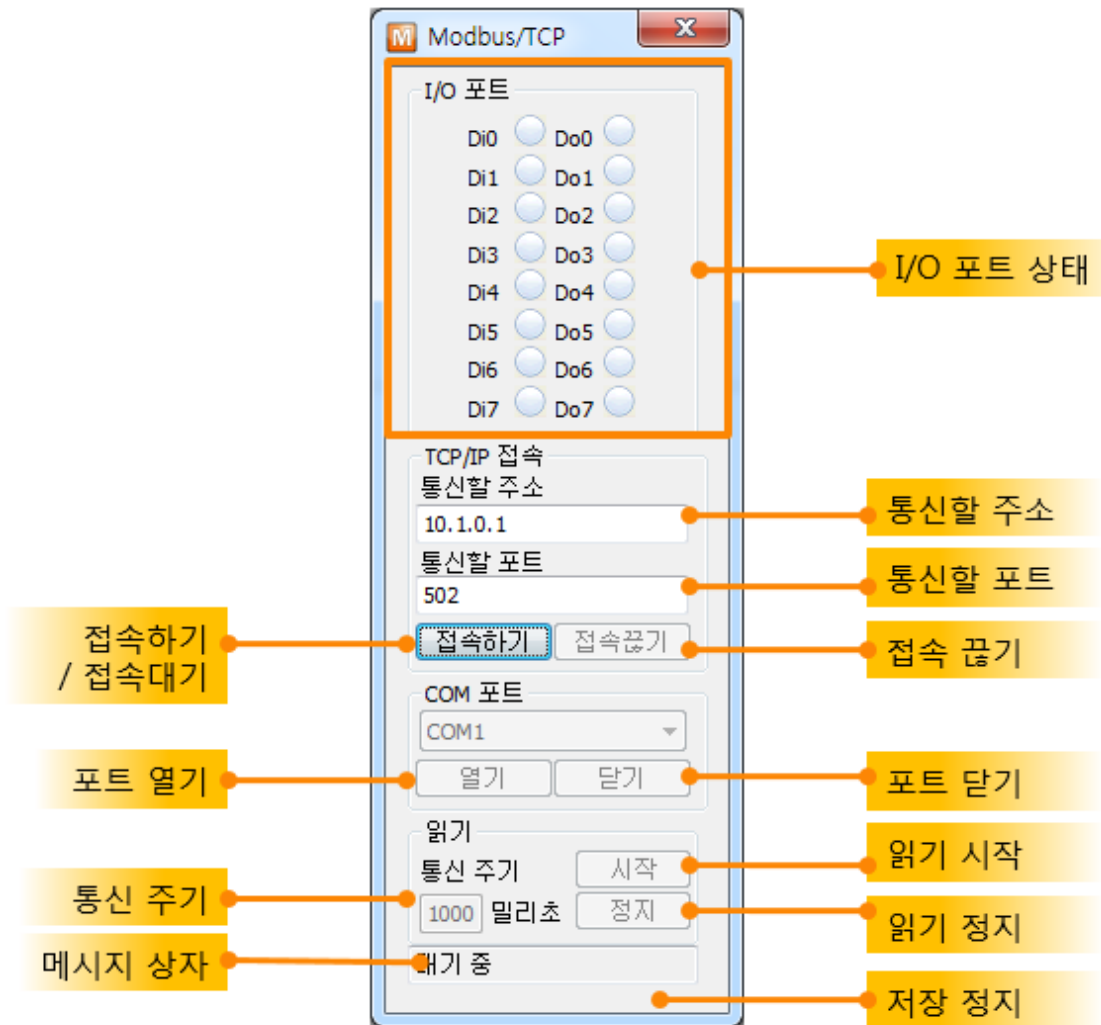 Modbus/TCP
I/O 포트
Di0 Do0
Di1 Do1
Di2 Do2
Di3 Do3
Di4 Do4
Di5 Do5
Di6 Do6
Di7 Do7
I/O 포트 상태
TCP/IP 접속
통신할 주소
10.1.0.1
통신할 주소
통신할 포트
502
통신할 포트
접속하기
/ 접속대기
접속하기 접속끊기
접속 끊기
COM 포트
COM1
포트 열기
열기 닫기
포트 닫기
읽기
통신 주기 시작
읽기 시작
통신 주기
1000 밀리초 정지
읽기 정지
메시지 상자
대기 중
저장 정지